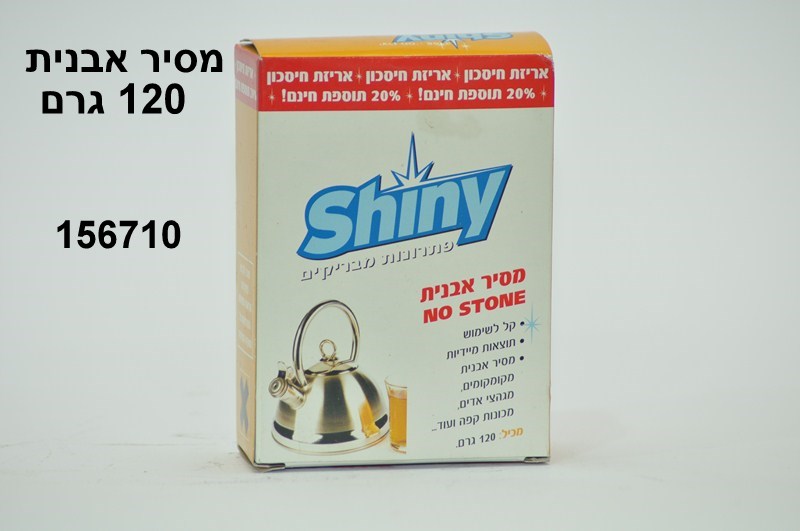 מסיר אבנית
120 גרם
156710
אריזת חיסכון + אריזת חיסכון + אריזת חיסכון
20% תוספת חינם! + 20% תוספת חינם!
Shiny
פתרונות מבריקים
מסיר אבנית
NO STONE
• קל לשימוש
• תוצאות מיידיות
• מסיר אבנית
מקומקומים,
מגהצי אדים,
מכונות קפה ועוד...
מכיל: 120 גרם.